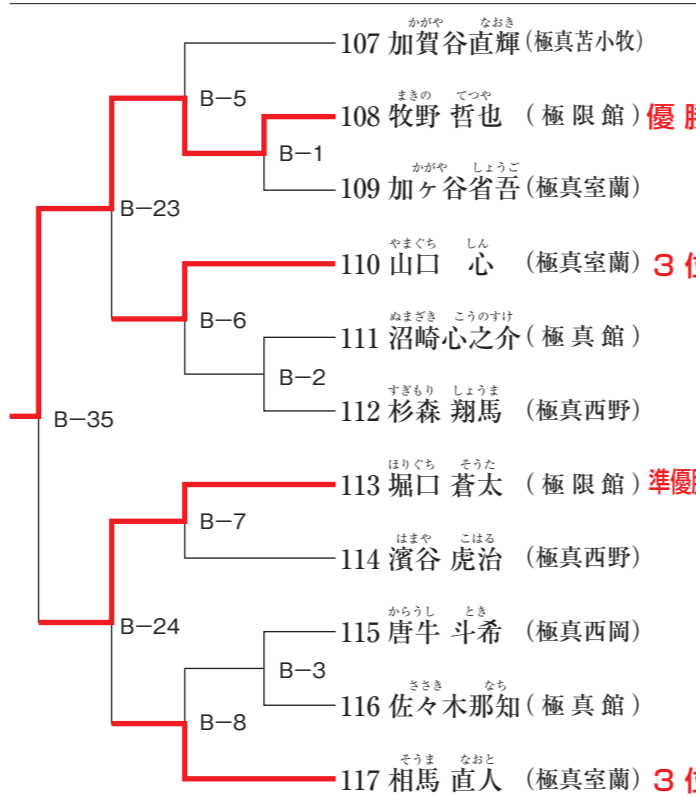 かがや なおき
107 加賀谷直輝(極真苫小牧)
B-5
まきの てつや
108 牧野 哲也 (極限館) 優勝
B-1
かがや しょうご
109 加ヶ谷省吾(極真室蘭)
B-23
やまぐち しん
110 山口 心 (極真室蘭) 3位
B-6
ぬまざき こうのすけ
111 沼崎心之介(極真館)
B-2
すぎもり しょうま
112 杉森 翔馬 (極真西野)
B-35
ほりぐち そうた
113 堀口 蒼太 (極限館) 準優勝
B-7
はまや こはる
114 濱谷 虎治 (極真西野)
B-24
からうし とき
115 唐牛 斗希 (極真西岡)
B-3
ささき なち
116 佐々木那知(極真館)
B-8
そうま なおと
117 相馬 直人 (極真室蘭) 3位